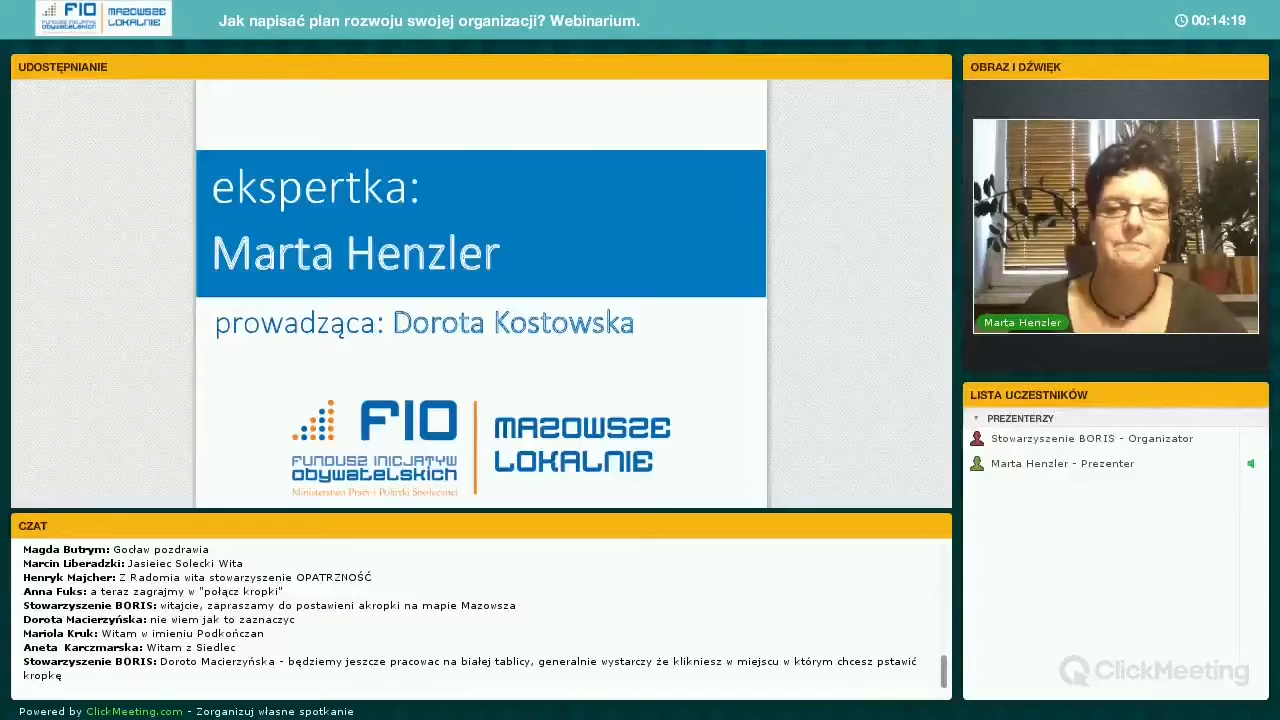 FIO
fundusz inicjatyw
obywatelskich
MAZOWSZE
LOKALNIE
Jak napisać plan rozwoju swojej organizacji? Webinarium.
00:14:19
UDOSTĘPNIANIE
ekspertka:
Marta Henzler
prowadząca: Dorota Kostowska
FIO
FUNDUSZ INICJATYW
obywatelskich
Ministerstwo Pracy i Polityki Społecznej
MAZOWSZE
LOKALNIE
OBRAZ I DŹWIĘK
Marta Henzler
LISTA UCZESTNIKÓW
PREZENTERZY
Stowarzyszenie BORIS - Organizator
Marta Henzler - Prezenter
CZAT
Magda Butrym: Gocław pozdrawia
Marcin Liberadzki: Jasieiec Solecki Wita
Henryk Majcher: Z Radomia wita stowarzyszenie OPATRZNOŚĆ
Anna Fuks: a teraz zagrajmy w "połącz kropki"
Stowarzyszenie BORIS: witajcie, zapraszamy do postawieni akropki na mapie Mazowsza
Dorota Macierzyńska: nie wiem jak to zaznaczyc
Mariola Kruk: Witam w imieniu Podkończan
Aneta Karczmarska: Witam z Siedlec
Stowarzyszenie BORIS: Doroto Macierzyńska - będziemy jeszcze pracowac na białej tablicy, generalnie wystarczy że klikniesz w miejscu w którym chcesz pstawić
kropkę
ClickMeeting
Powered by ClickMeeting.com - Zorganizuj własne spotkanie